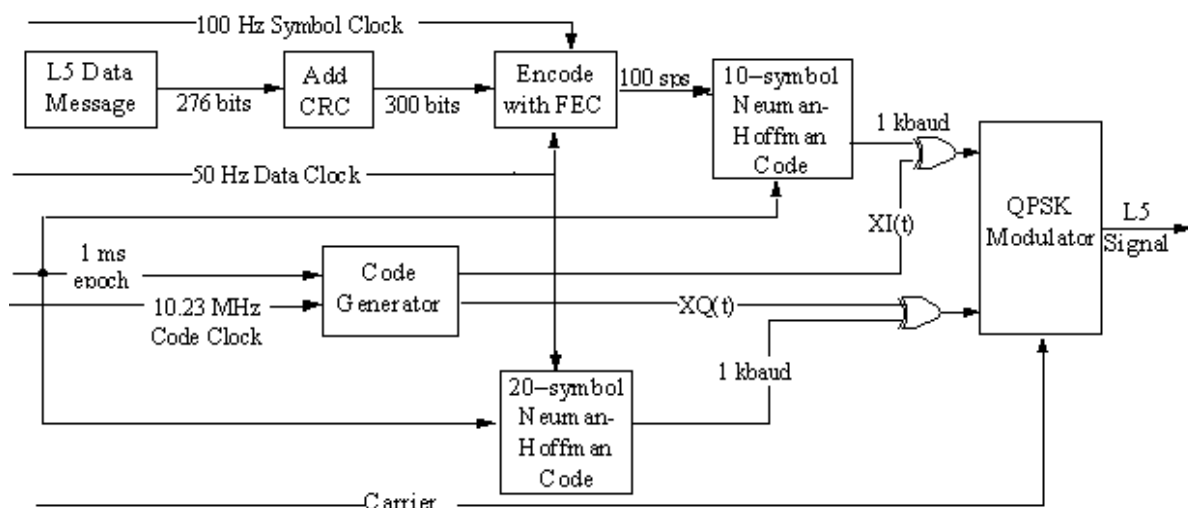 100 Hz Symbol Clock
L5 Data
Message
276 bits
Add
CRC
300 bits
Encode
with FEC
100 sps
10–symbol
Neuman-
Hoffman
Code
1 kbaud
50 Hz Data Clock
XI(t)
QPSK
Modulator
L5
Signal
1 ms
epoch
10.23 MHz
Code Clock
Code
Generator
XQ(t)
1 kbaud
20–symbol
Neuman-
Hoffman
Code
Carrier